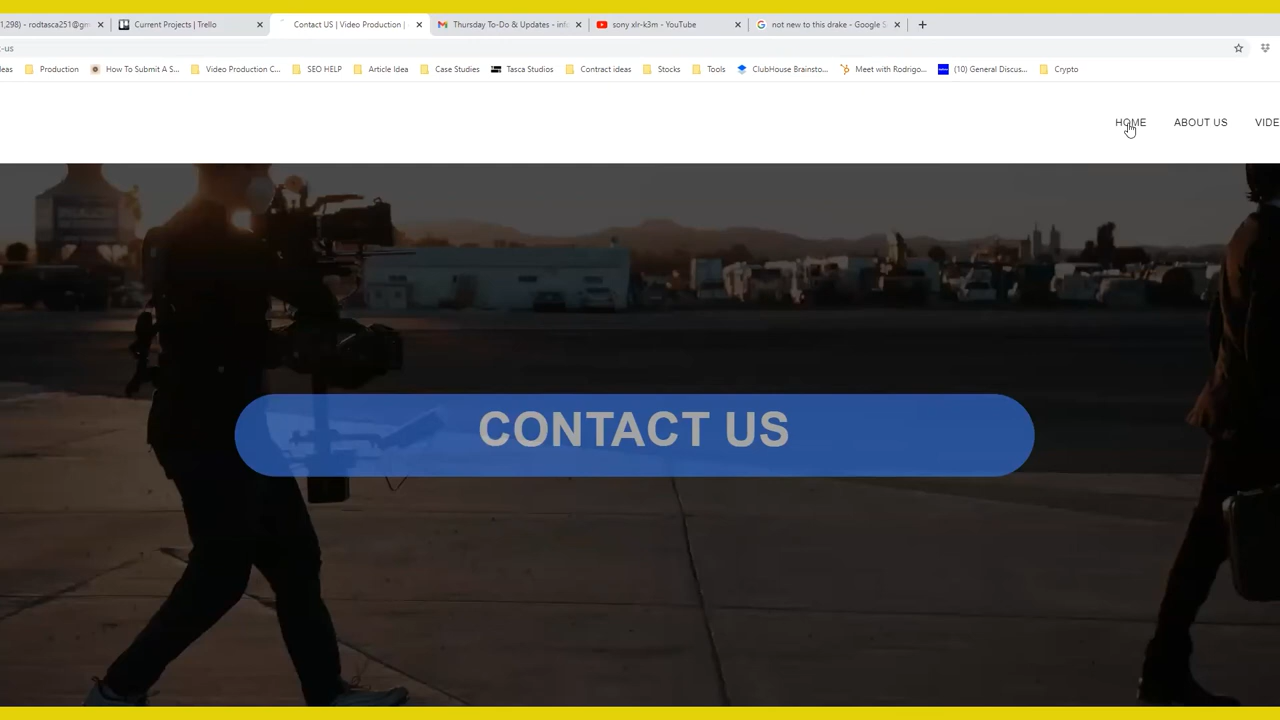 1,298) - rodtasca251@gm
Current Projects | Trello
Contact US | Video Production |
Thursday To-Do & Updates - inf
sony xlr-k3m - YouTube
not new to this drake - Google S
-us
eas
Production
How To Submit A S...
Video Production C...
SEO HELP
Article Idea
Case Studies
Tasca Studios
Contract ideas
Stocks
Tools
ClubHouse Brainsto...
Meet with Rodrigo...
(10) General Discus...
Crypto
HOME
ABOUT US
VIDE
CONTACT US